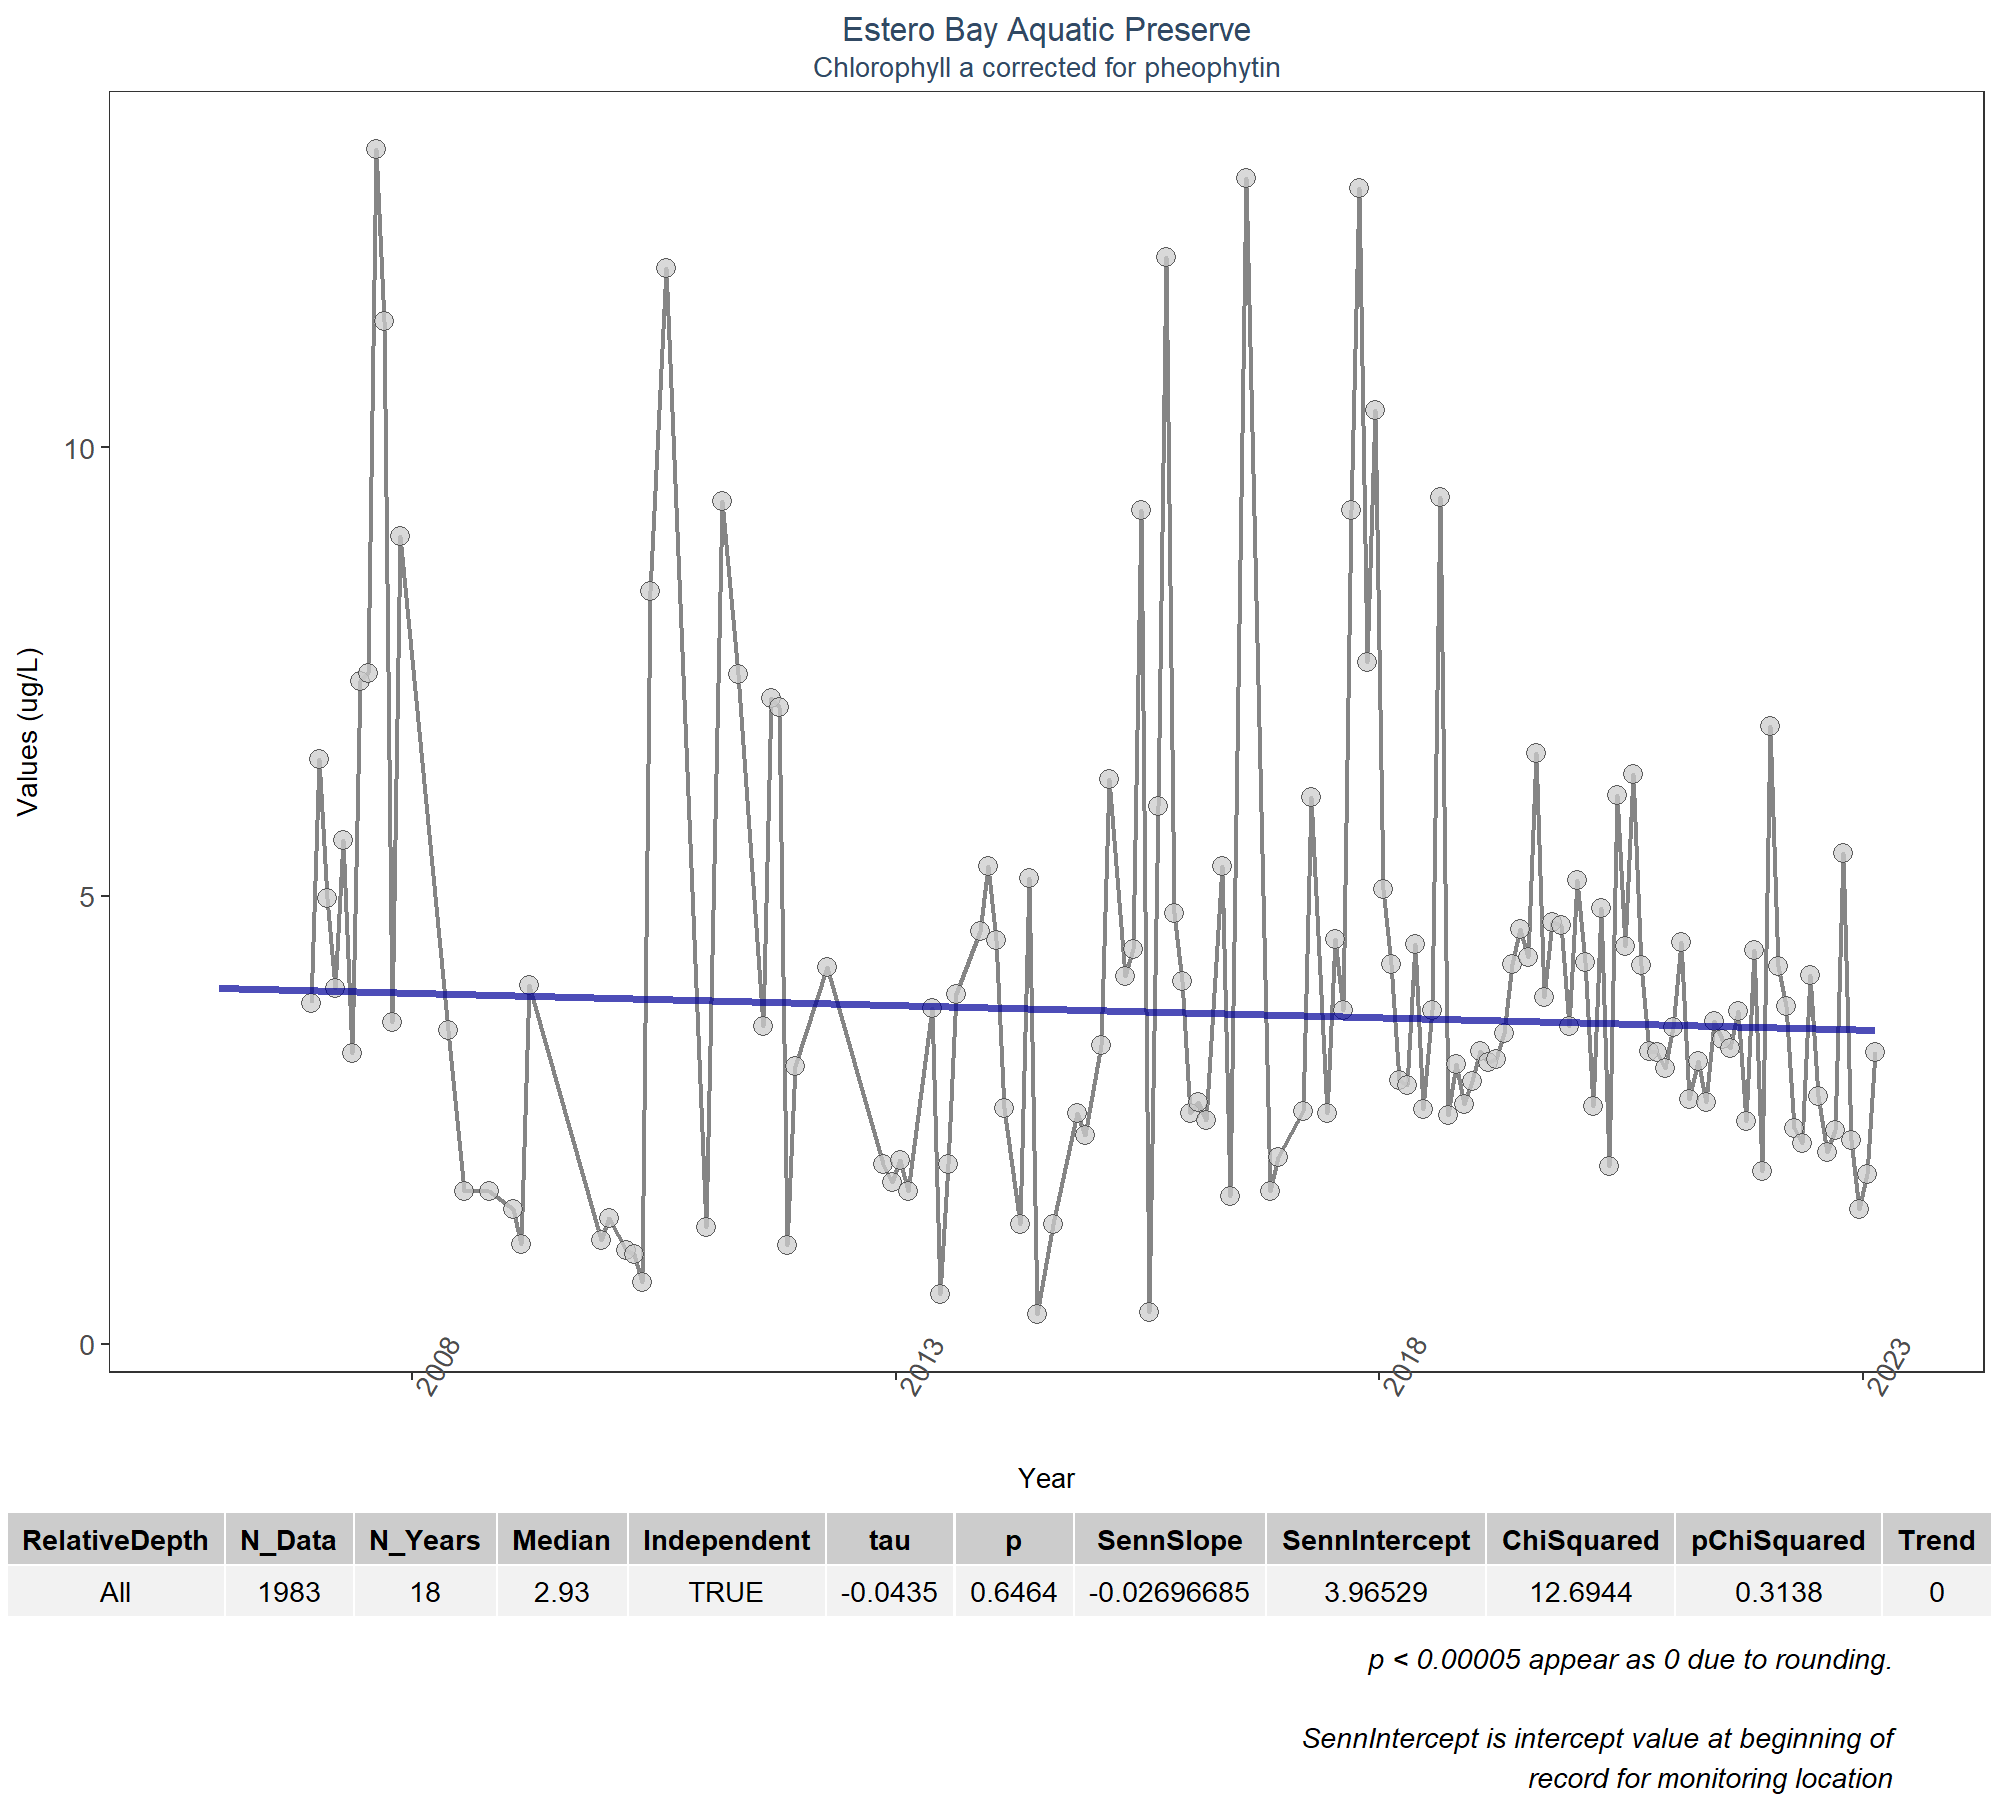 Estero Bay Aquatic Preserve
Chlorophyll a corrected for pheophytin
Values (ug/L)
10
5
0
2008 2013 2018 2023
Year
RelativeDepth N_Data N_Years Median Independent tau p SennSlope SennIntercept ChiSquared pChiSquared Trend
All 1983 18 2.93 TRUE -0.0435 0.6464 -0.02696685 3.96529 12.6944 0.3138 0
p < 0.00005 appear as 0 due to rounding.
SennIntercept is intercept value at beginning of
record for monitoring location